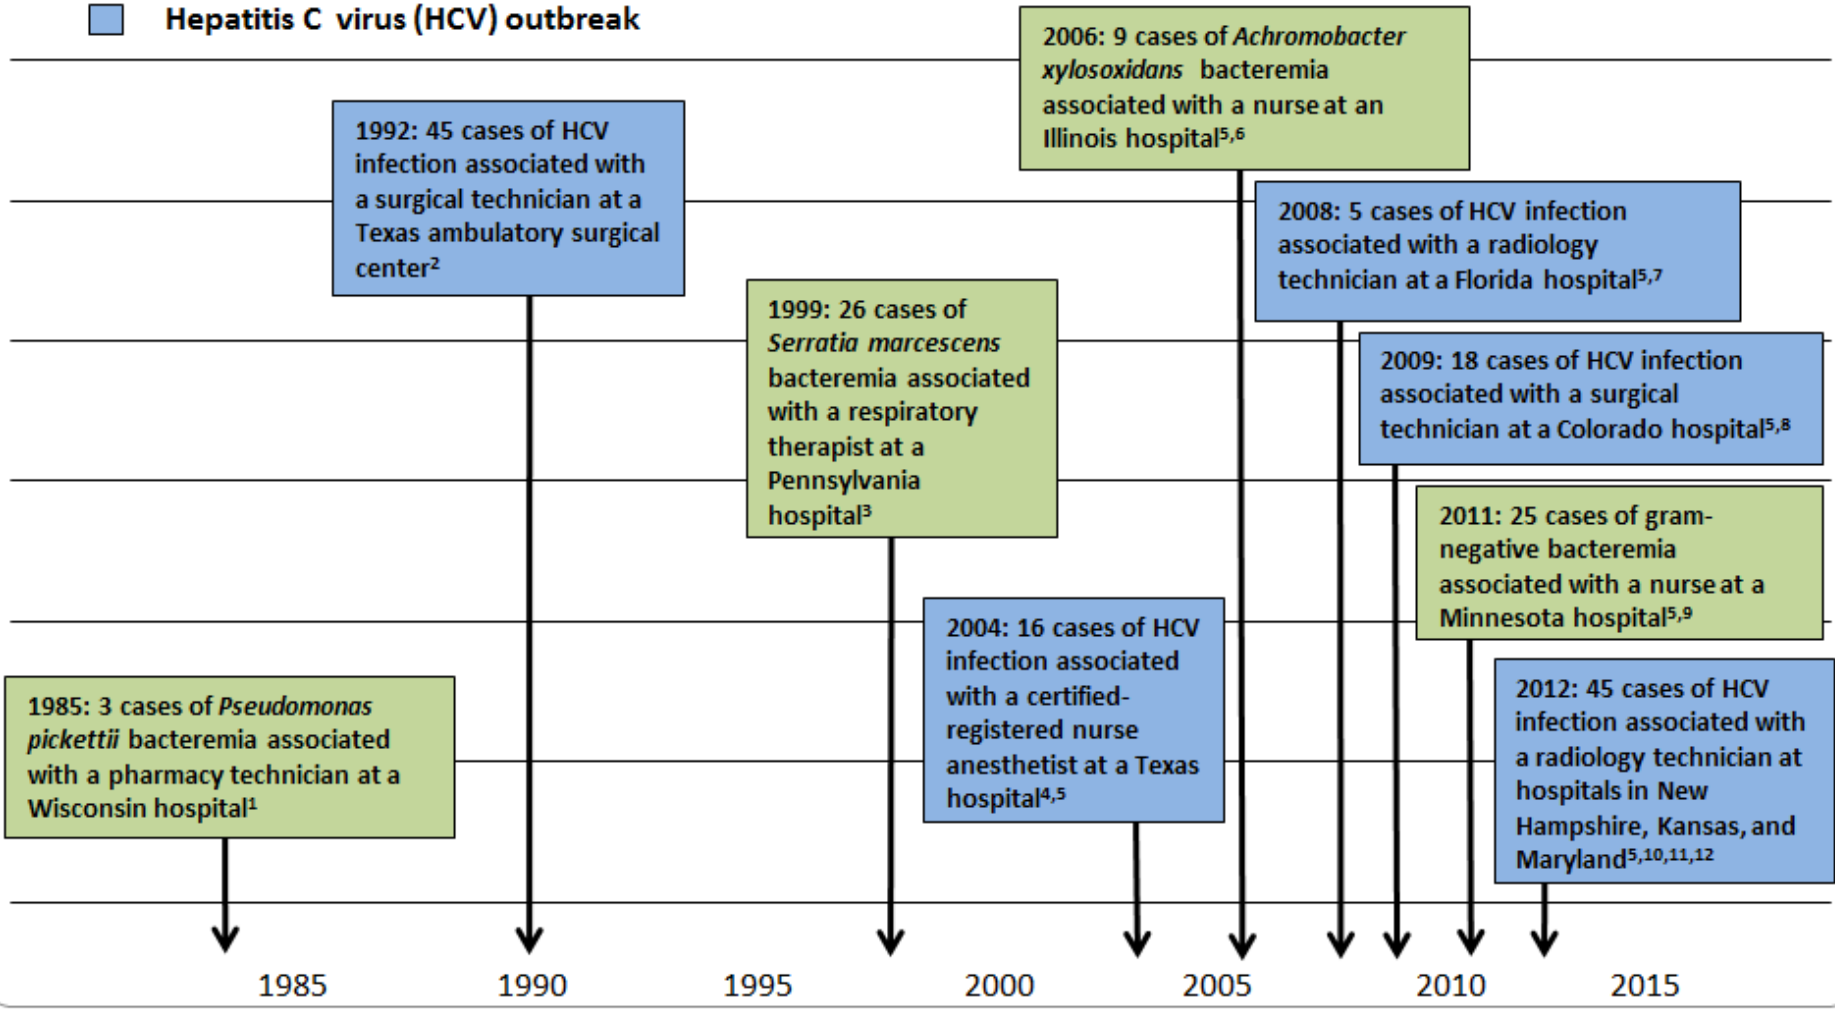 Hepatitis C virus (HCV) outbreak
2006: 9 cases of Achromobacter
xylosoxidans bacteremia
associated with a nurse at an
Illinois hospital5,6
1992: 45 cases of HCV
infection associated with
a surgical technician at a
Texas ambulatory surgical
center2
2008: 5 cases of HCV infection
associated with a radiology
technician at a Florida hospital5,7
1999: 26 cases of
Serratia marcescens
bacteremia associated
with a respiratory
therapist at a
Pennsylvania
hospital3
2009: 18 cases of HCV infection
associated with a surgical
technician at a Colorado hospital5,8
2011: 25 cases of gram-
negative bacteremia
associated with a nurse at a
Minnesota hospital5,9
2004: 16 cases of HCV
infection associated
with a certified-
registered nurse
anesthetist at a Texas
hospital4,5
1985: 3 cases of Pseudomonas
pickettii bacteremia associated
with a pharmacy technician at a
Wisconsin hospital1
2012: 45 cases of HCV
infection associated with
a radiology technician at
hospitals in New
Hampshire, Kansas, and
Maryland5,10,11,12
1985 1990 1995 2000 2005 2010 2015